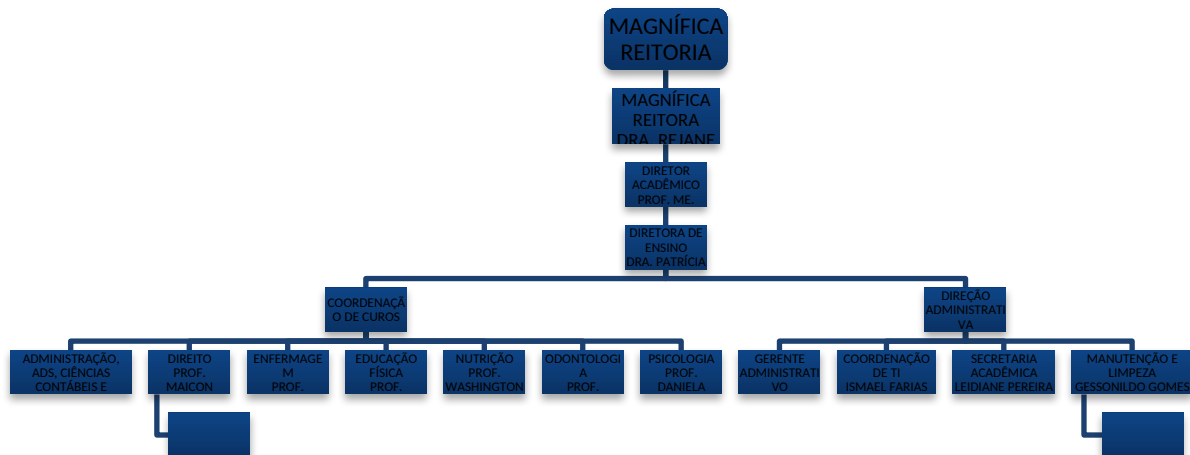 MAGNÍFICA
REITORIA
MAGNÍFICA
REITORA
DRA. REJANE
DIRETOR
ACADÊMICO
PROF. ME.
DIRETORA DE
ENSINO
DRA. PATRÍCIA
COORDENAÇÃ
O DE CUROS
DIREÇÃO
ADMINISTRATI
VA
ADMINISTRAÇÃO,
ADS, CIÊNCIAS
CONTÁBEIS E
DIREITO
PROF.
MAICON
ENFERMAGE
M
PROF.
EDUCAÇÃO
FÍSICA
PROF.
NUTRIÇÃO
PROF.
WASHINGTON
ODONTOLOGI
A
PROF.
PSICOLOGIA
PROF.
DANIELA
GERENTE
ADMINISTRATI
VO
COORDENAÇÃO
DE TI
ISMAEL FARIAS
SECRETARIA
ACADÊMICA
LEIDIANE PEREIRA
MANUTENÇÃO E
LIMPEZA
GESSONILDO GOMES